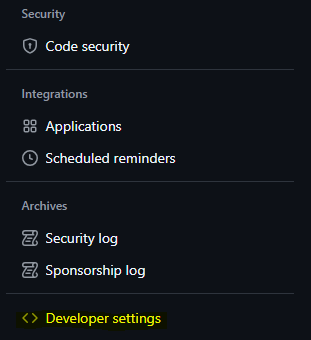 Security
Code security
Integrations
Applications
Scheduled reminders
Archives
Security log
Sponsorship log
Developer settings